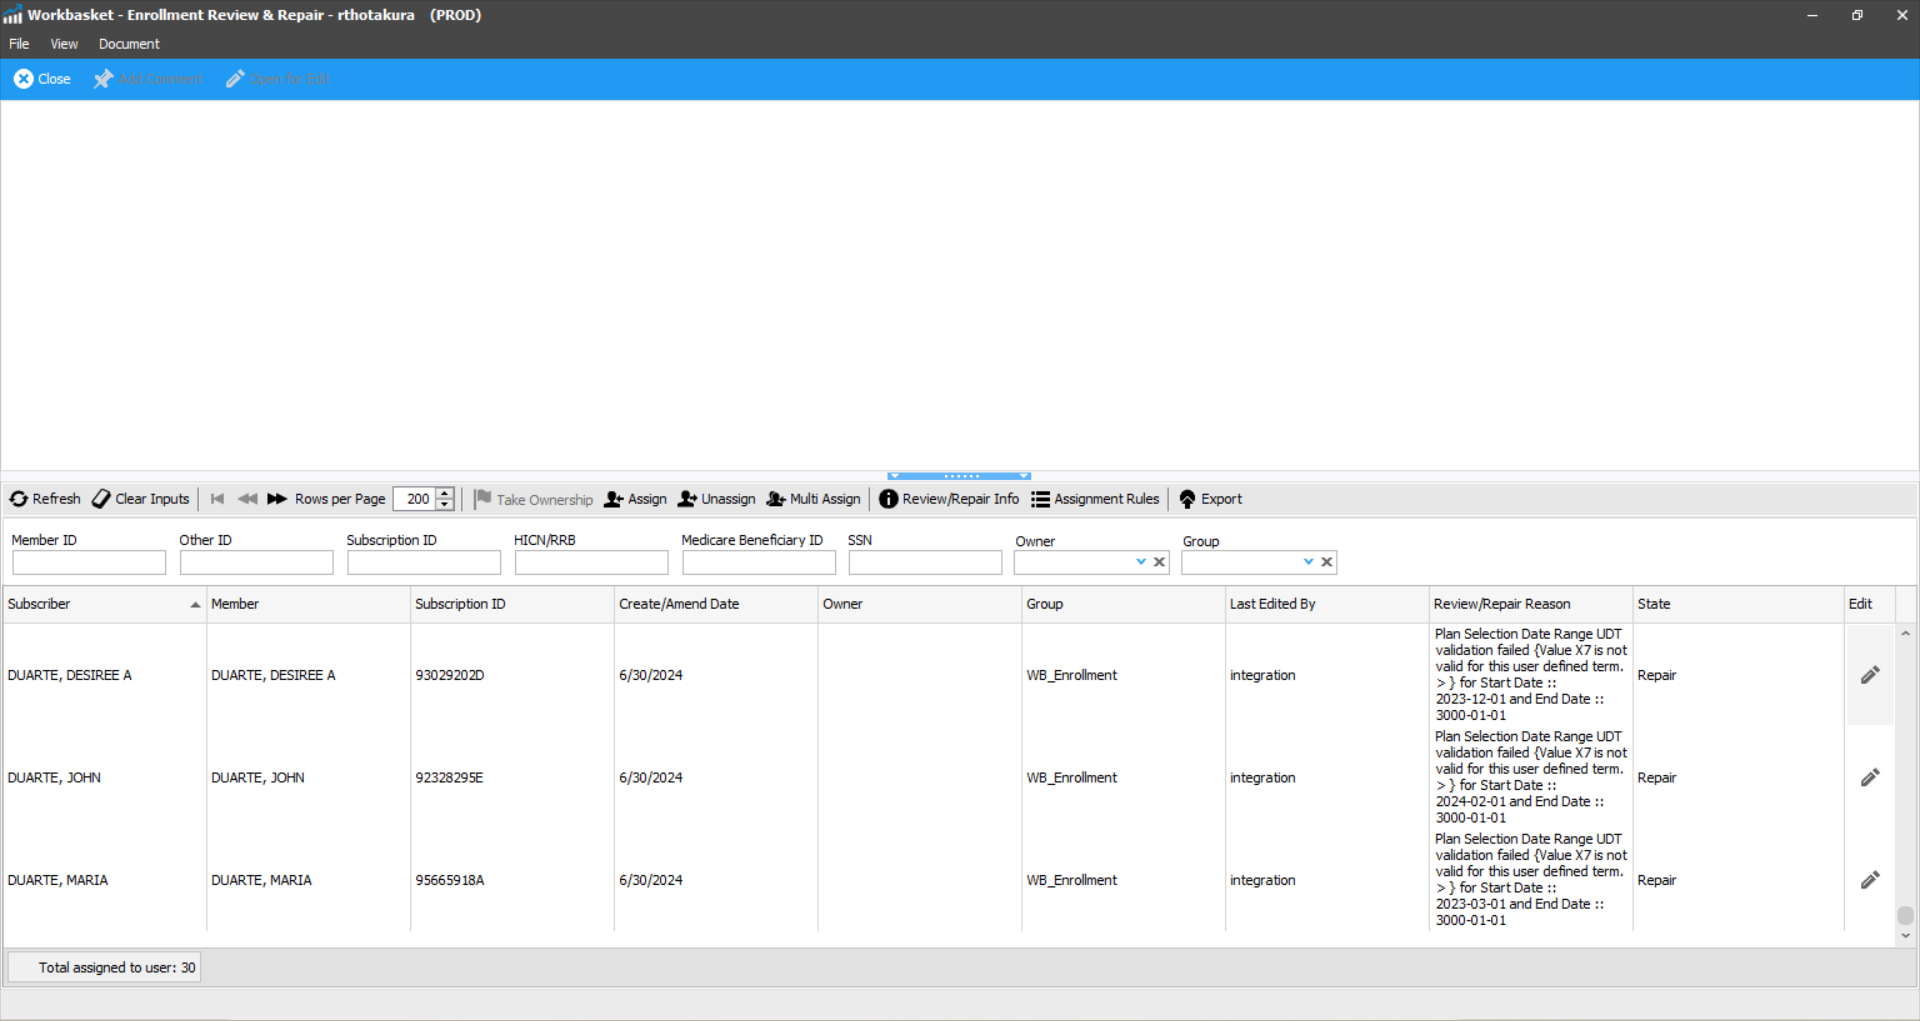 Workbasket - Enrollment Review & Repair - rthotakura (PROD)
File View Document
Close Add Comment Open for Edit
Refresh Clear Inputs Rows per Page 200 Take Ownership Assign Unassign Multi Assign Review/Repair Info Assignment Rules Export
Member ID Other ID Subscription ID HICN/RRB Medicare Beneficiary ID SSN Owner Group
Subscriber Member Subscription ID Create/Amend Date Owner Group Last Edited By Review/Repair Reason State Edit
DUARTE, DESIREE A DUARTE, DESIREE A 93029202D 6/30/2024 WB_Enrollment integration
Plan Selection Date Range UDT
validation failed {Value X7 is not
valid for this user defined term.
> } for Start Date ::
2023-12-01 and End Date ::
3000-01-01
Repair
DUARTE, JOHN DUARTE, JOHN 92328295E 6/30/2024 WB_Enrollment integration
Plan Selection Date Range UDT
validation failed {Value X7 is not
valid for this user defined term.
> } for Start Date ::
2024-02-01 and End Date ::
3000-01-01
Repair
DUARTE, MARIA DUARTE, MARIA 95665918A 6/30/2024 WB_Enrollment integration
Plan Selection Date Range UDT
validation failed {Value X7 is not
valid for this user defined term.
> } for Start Date ::
2023-03-01 and End Date ::
3000-01-01
Repair
Total assigned to user: 30